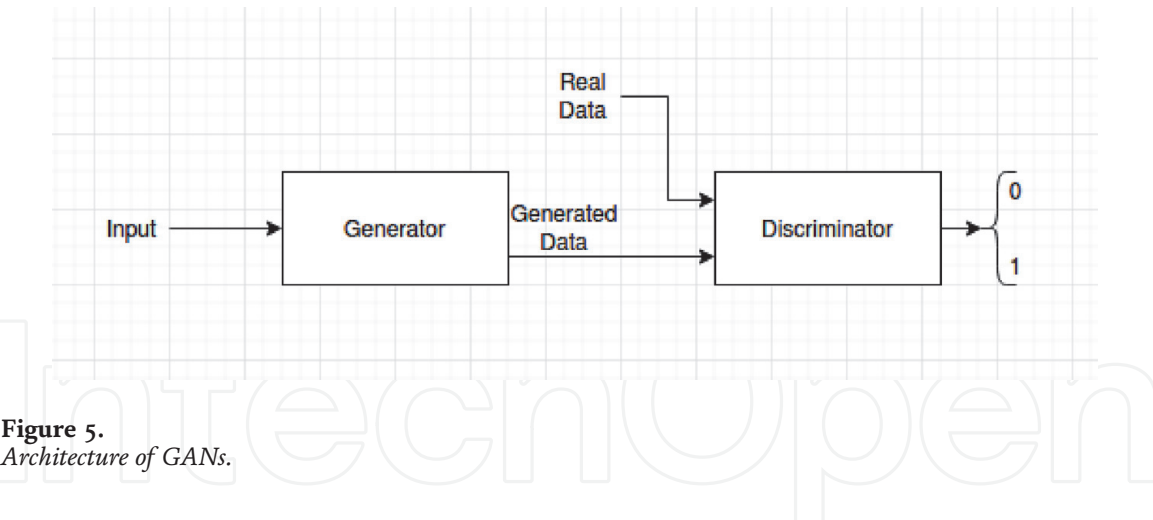 Real
Data
Input
Generator
Generated
Data
Discriminator
0
1
IntechOpen
Figure 5.
Architecture of GANs.